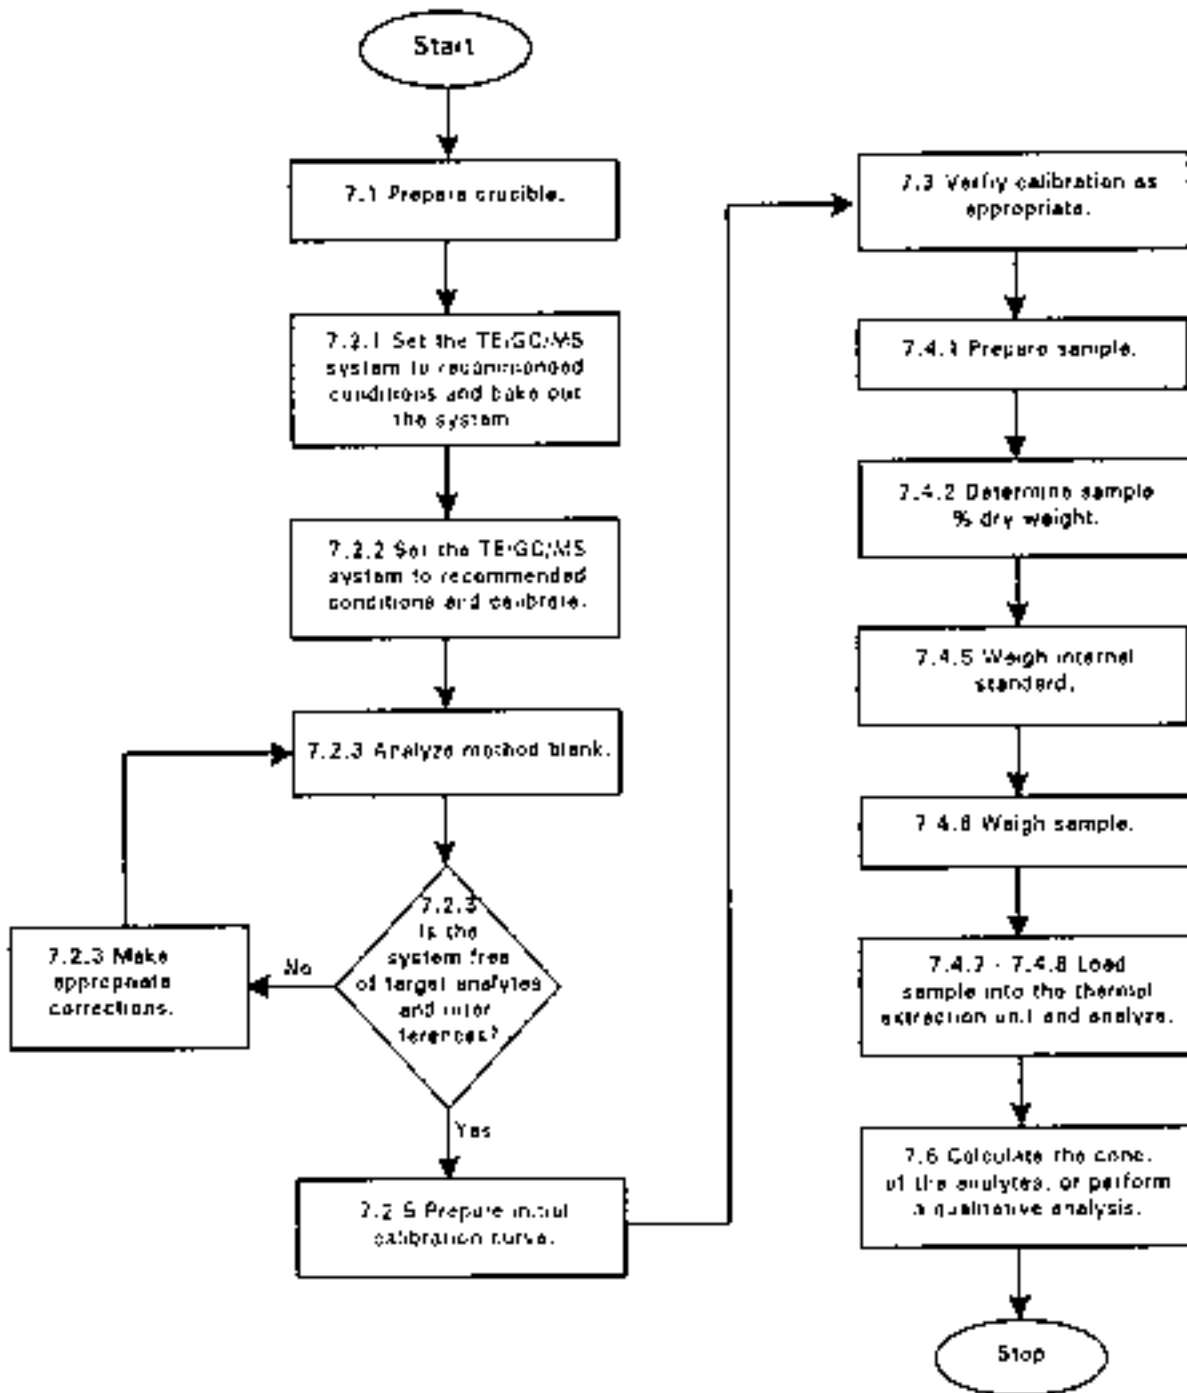 Start
7.1 Prepare crucible.
7.2.1 Set the TE/GC/MS
system to recommended
conditions and bake out
the system
7.2.2 Set the TE/GC/MS
system to recommended
conditions and calibrate.
7.2.3 Analyze method blank.
7.2.3
Is the
system free
of target analytes
and inter
ferences?
No
7.2.3 Make
appropriate
corrections.
Yes
7.2.5 Prepare initial
calibration curve.
7.3 Verfiy calibration as
appropriate.
7.4.1 Prepare sample.
7.4.2 Determine sample
% dry weight.
7.4.5 Weigh internal
standard.
7.4.6 Weigh sample.
7.4.7 - 7.4.8 Load
sample into the thermal
extraction unit and analyze.
7.6 Calculate the conc.
of the analytes, or perform
a qualitative analysis.
Stop